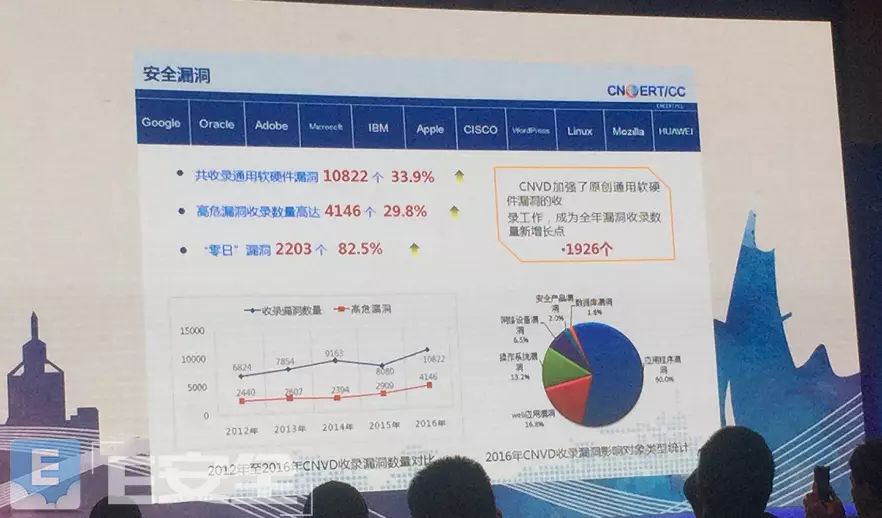 安全漏洞
CNCERT/CC
CNCERT/CC
Google Oracle Adobe Microsoft IBM Apple CISCO WordPress Linux Mozilla HUAWEI
• 共收录通用软硬件漏洞 10822 个 33.9%
• 高危漏洞收录数量高达 4146 个 29.8%
• “零日”漏洞 2203 个 82.5%
CNVD加强了原创通用软硬
件漏洞的收
录工作，成为全年漏洞收录数
量新增长点
•1926个
收录漏洞数量 高危漏洞
15000
10000
5000
0
6824 7854 9163 8080 10822
2440 2607 2394 2909 4146
2012年 2013年 2014年 2015年 2016年
2012年至2016年CNVD收录漏洞数量对比
安全产品漏
洞
2.0%
数据库漏洞
1.6%
网络设备漏
洞
6.5%
操作系统漏
洞
13.2%
web应用漏
洞
16.8%
应用程序漏
洞
60.0%
2016年CNVD收录漏洞影响对象类型统计
E安全